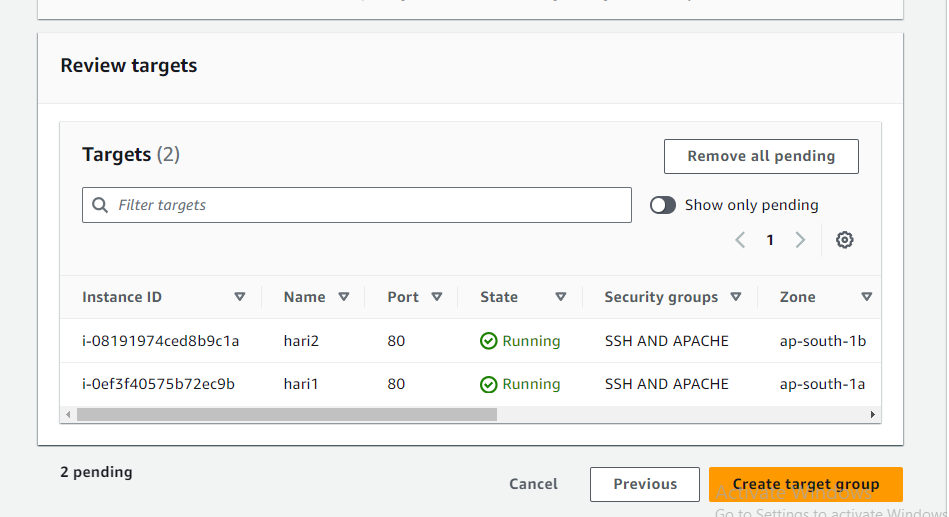 Review targets
Targets (2)
Remove all pending
Filter targets
Show only pending
1
Instance ID Name Port State Security groups Zone
i-08191974ced8b9c1a hari2 80 Running SSH AND APACHE ap-south-1b
i-0ef3f40575b72ec9b hari1 80 Running SSH AND APACHE ap-south-1a
2 pending
Cancel Previous Create target group
Activate Windows
Go to Settings to activate Windows